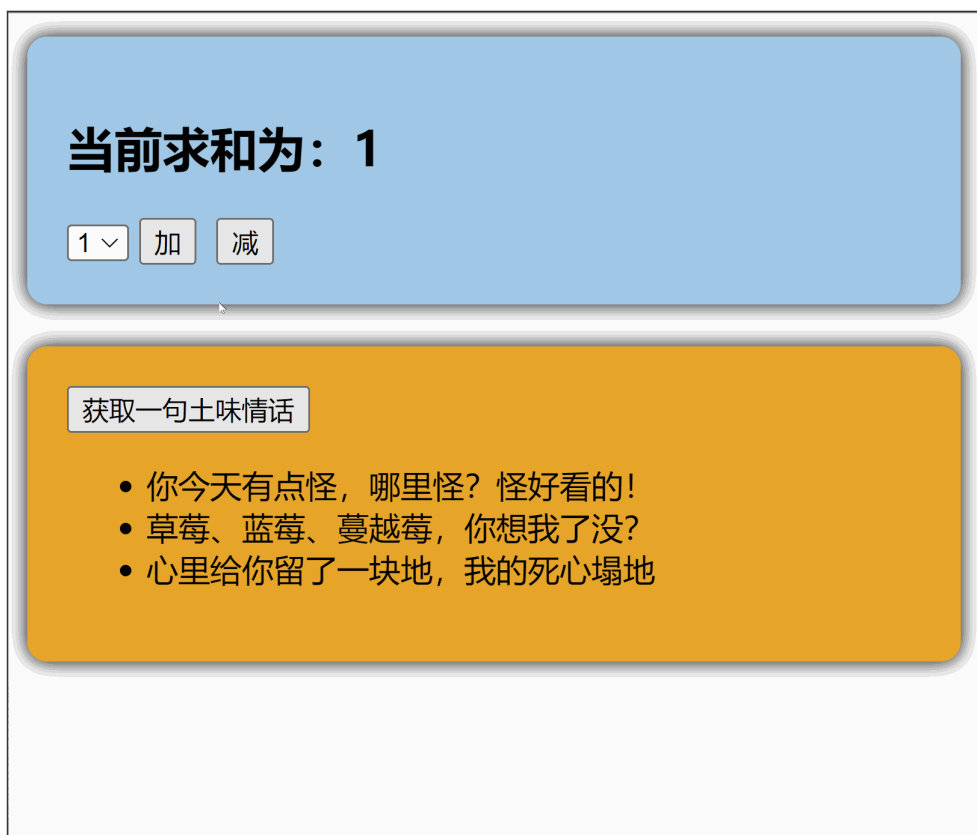 当前求和为：1
1 加 减
获取一句土味情话
你今天有点怪，哪里怪？怪好看的！
草莓、蓝莓、蔓越莓，你想我了没？
心里给你留了一块地，我的死心塌地